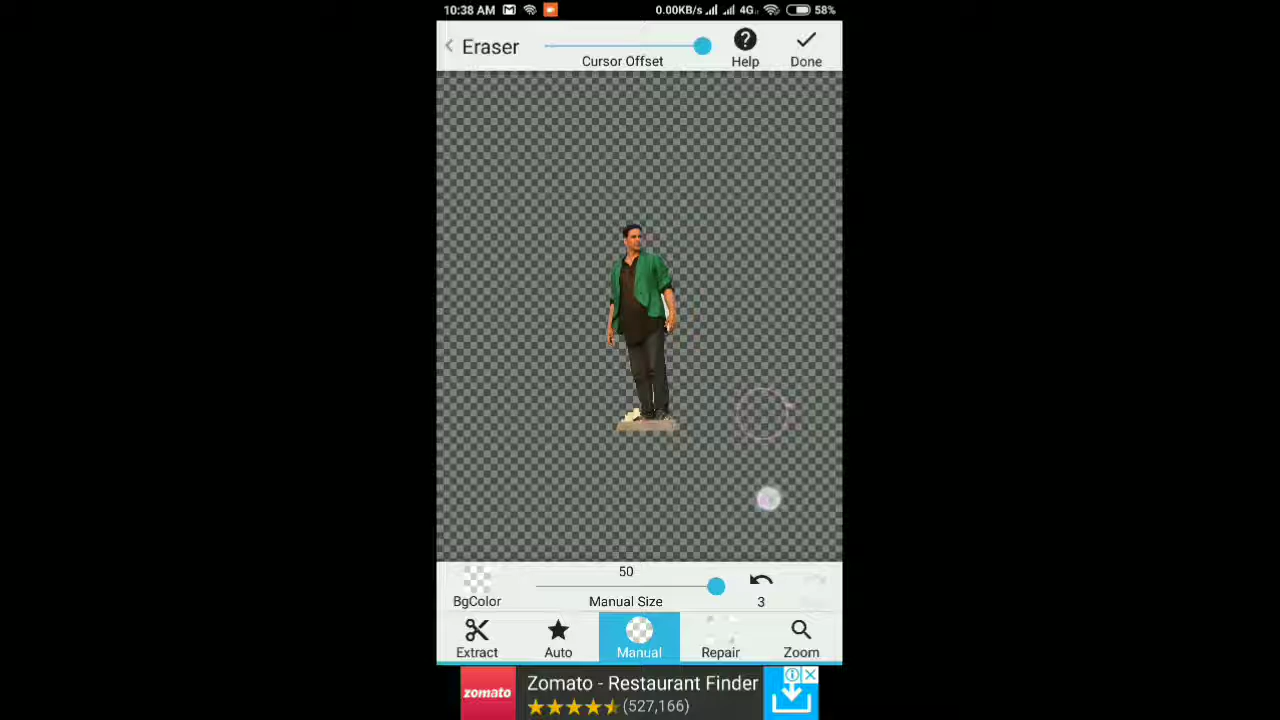 10:38 AM 0.00KB/s 4G 58%
Eraser
Cursor Offset
Help
Done
50
BgColor
Manual Size
3
Extract
Auto
Manual
Repair
Zoom
zomato
Zomato - Restaurant Finder
(527,166)